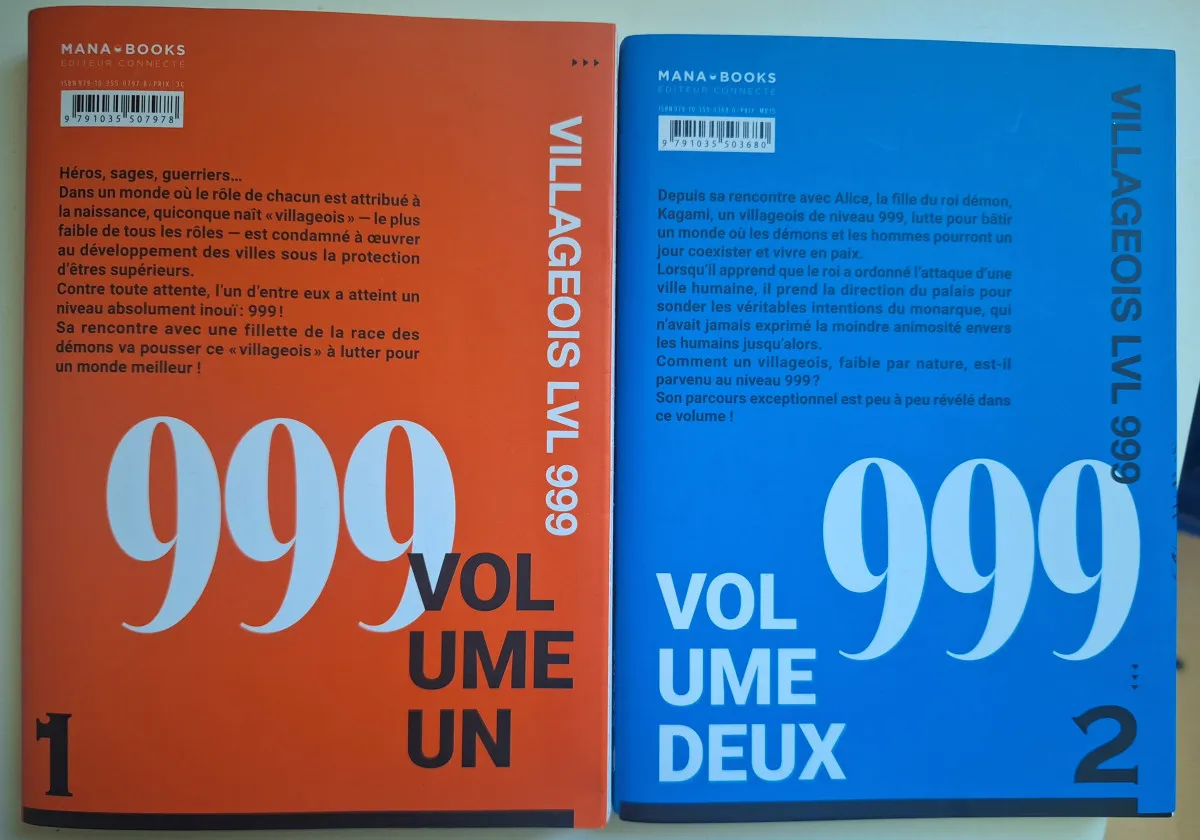 MANA BOOKS
ÉDITEUR CONNECTÉ
9 791035 507978
Héros, sages, guerriers...
Dans un monde où le rôle de chacun est attribué à
la naissance, quiconque naît « villageois » — le plus
faible de tous les rôles — est condamné à œuvrer
au développement des villes sous la protection
d'êtres supérieurs.
Contre toute attente, l'un d'entre eux a atteint un
niveau absolument inouï : 999 !
Sa rencontre avec une fillette de la race des
démons va pousser ce « villageois » à lutter pour
un monde meilleur !
VILLAGEOIS LVL 999
999
VOL
UME
UN
1
MANA BOOKS
ÉDITEUR CONNECTÉ
9 791035 503680
Depuis sa rencontre avec Alice, la fille du roi démon,
Kagami, un villageois de niveau 999, lutte pour bâtir
un monde où les démons et les hommes pourront un
jour coexister et vivre en paix.
Lorsqu'il apprend que le roi a ordonné l'attaque d'une
ville humaine, il prend la direction du palais pour
sonder les véritables intentions du monarque, qui
n'avait jamais exprimé la moindre animosité envers
les humains jusqu'alors.
Comment un villageois, faible par nature, est-il
parvenu au niveau 999 ?
Son parcours exceptionnel est peu à peu révélé dans
ce volume !
VILLAGEOIS LVL 999
999
VOL
UME
DEUX
2